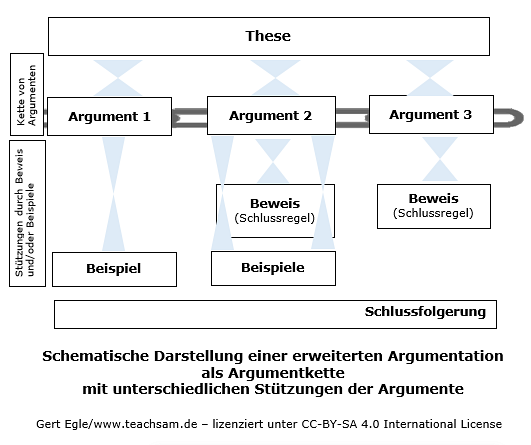 These
Kette von
Argumenten
Argument 1
Argument 2
Argument 3
Stützungen durch Beweis
und/oder Beispiele
Beweis
(Schlussregel)
Beweis
(Schlussregel)
Beispiel
Beispiele
Schlussfolgerung
Schematische Darstellung einer erweiterten Argumentation
als Argumentkette
mit unterschiedlichen Stützungen der Argumente
Gert Egle/www.teachsam.de – lizenziert unter CC-BY-SA 4.0 International License